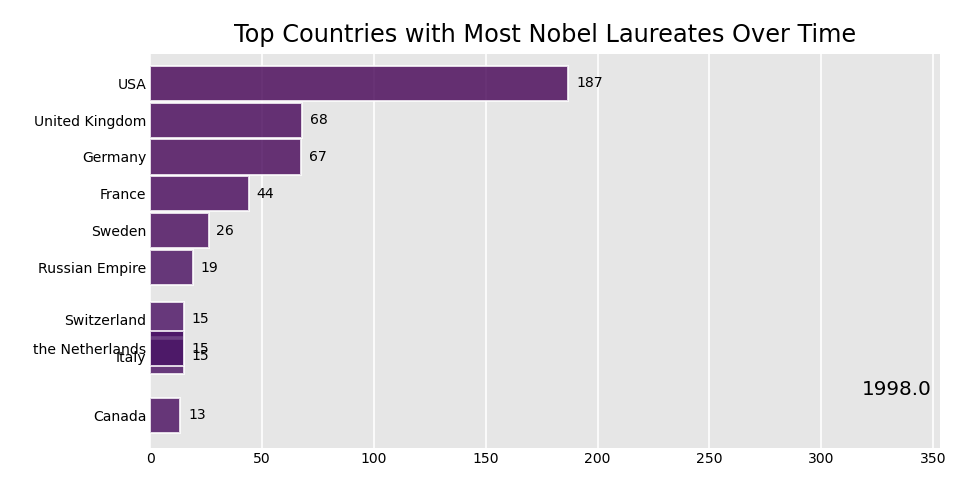 Top Countries with Most Nobel Laureates Over Time
USA 187
United Kingdom 68
Germany 67
France 44
Sweden 26
Russian Empire 19
Switzerland 15
the Netherlands 15
Italy 15
1998.0
Canada 13
0 50 100 150 200 250 300 350